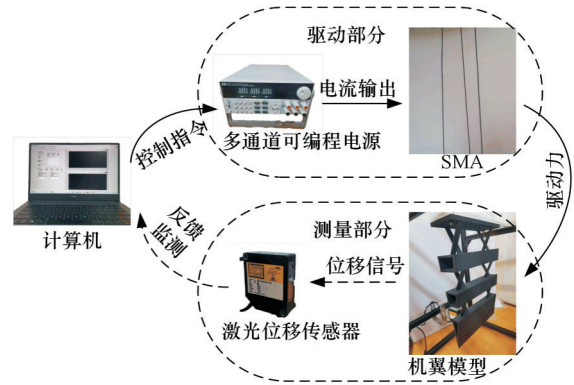 驱动部分
电流输出
多通道可编程电源
SMA
控制指令
驱动力
计算机
反馈
监测
测量部分
位移信号
激光位移传感器
机翼模型